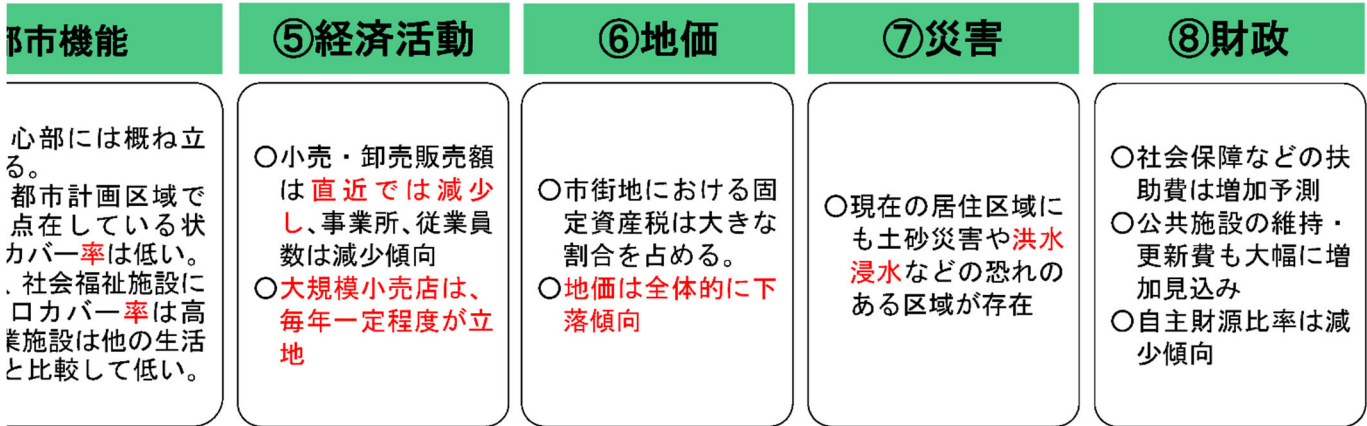 市機能
⑤経済活動
⑥地価
⑦災害
⑧財政
心部には概ね立
る。
都市計画区域で
点在している状
カバー率は低い。
、社会福祉施設に
ロカバー率は高
業施設は他の生活
と比較して低い。
○小売・卸売販売額
は直近では減少
し、事業所、従業員
数は減少傾向
○大規模小売店は、
毎年一定程度が立
地
○市街地における固
定資産税は大きな
割合を占める。
○地価は全体的に下
落傾向
○現在の居住区域に
も土砂災害や洪水
浸水などの恐れの
ある区域が存在
○社会保障などの扶
助費は増加予測
○公共施設の維持・
更新費も大幅に増
加見込み
○自主財源比率は減
少傾向